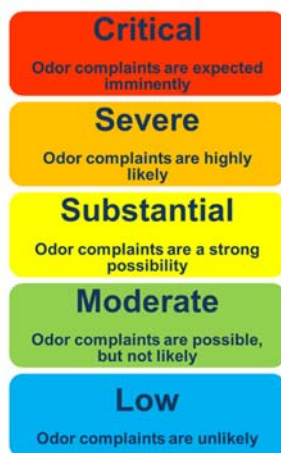 Critical
Odor complaints are expected
imminently
Severe
Odor complaints are highly
likely
Substantial
Odor complaints are a strong
possibility
Moderate
Odor complaints are possible,
but not likely
Low
Odor complaints are unlikely